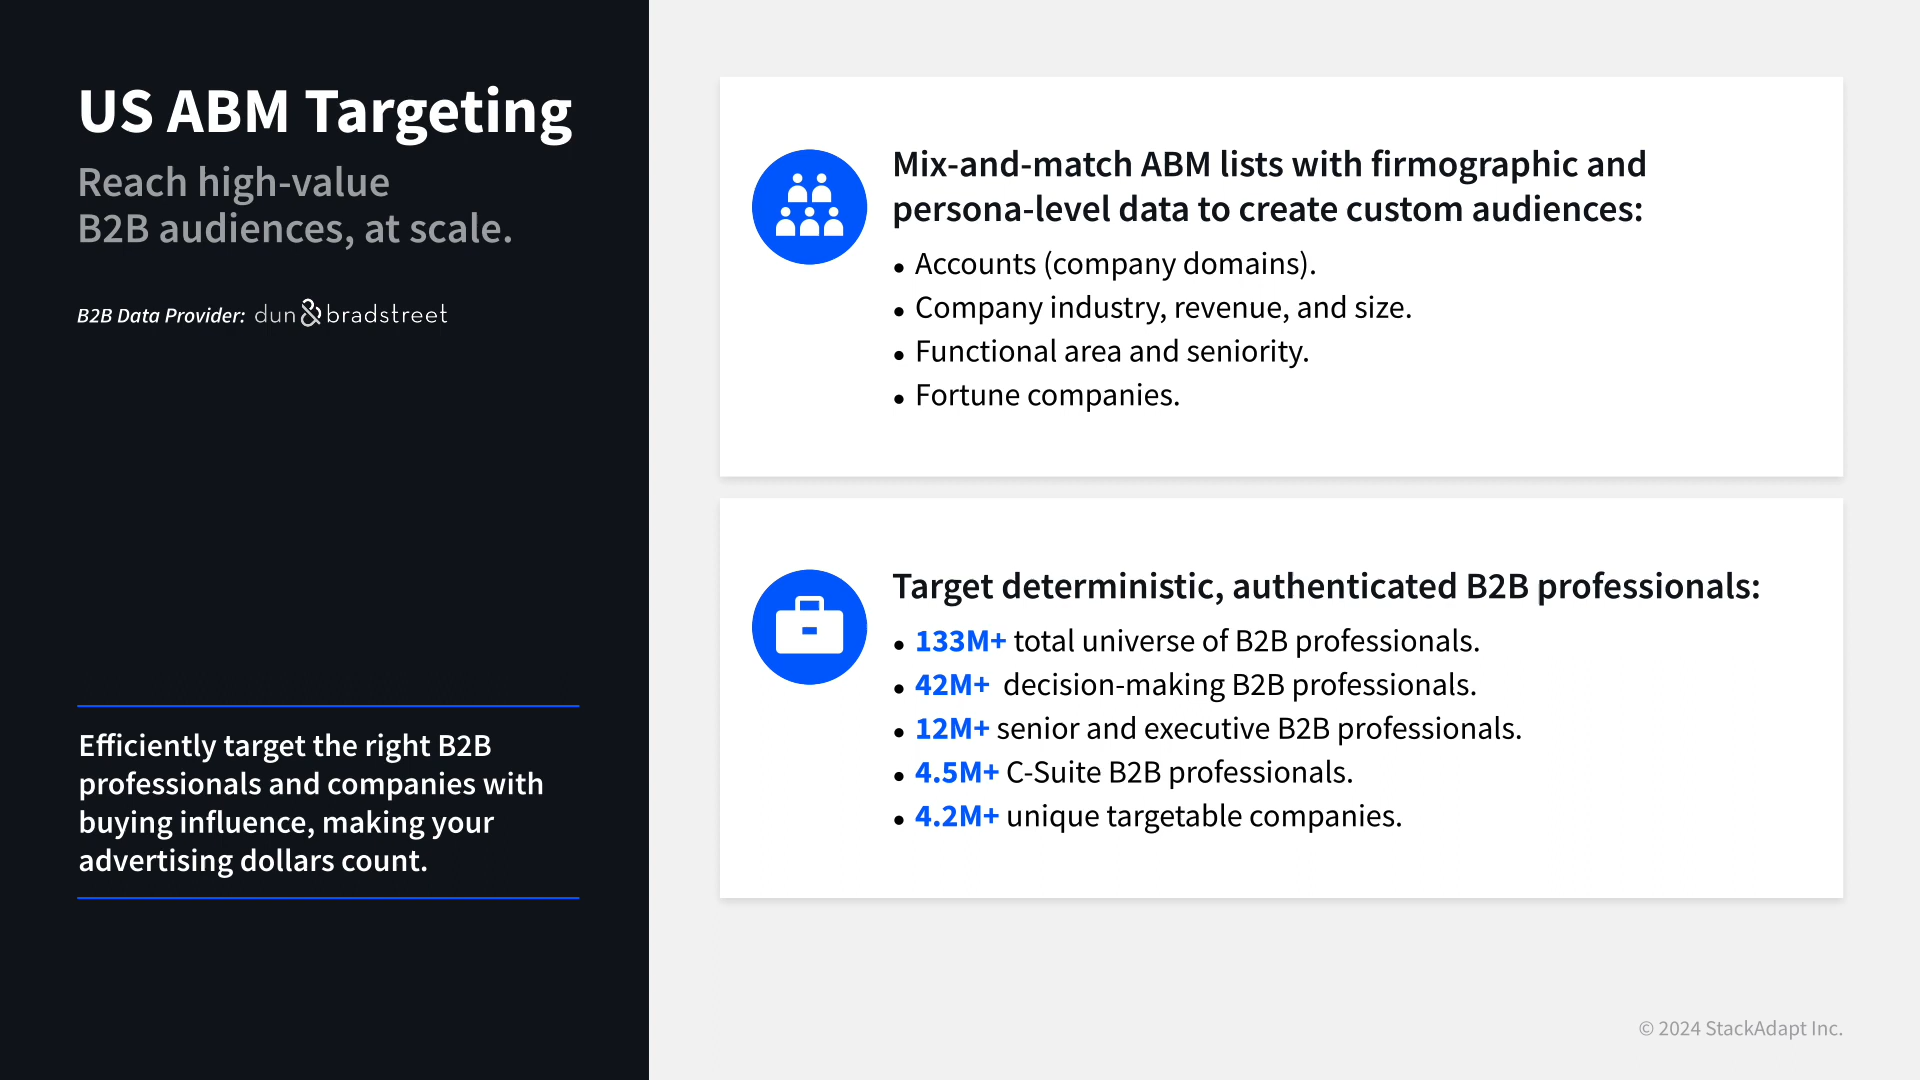 US ABM Targeting
Reach high-value
B2B audiences, at scale.
B2B Data Provider: dun & bradstreet
Efficiently target the right B2B
professionals and companies with
buying influence, making your
advertising dollars count.
Mix-and-match ABM lists with firmographic and
persona-level data to create custom audiences:
• Accounts (company domains).
• Company industry, revenue, and size.
• Functional area and seniority.
• Fortune companies.
Target deterministic, authenticated B2B professionals:
• 133M+ total universe of B2B professionals.
• 42M+ decision-making B2B professionals.
• 12M+ senior and executive B2B professionals.
• 4.5M+ C-Suite B2B professionals.
• 4.2M+ unique targetable companies.
© 2024 StackAdapt Inc.